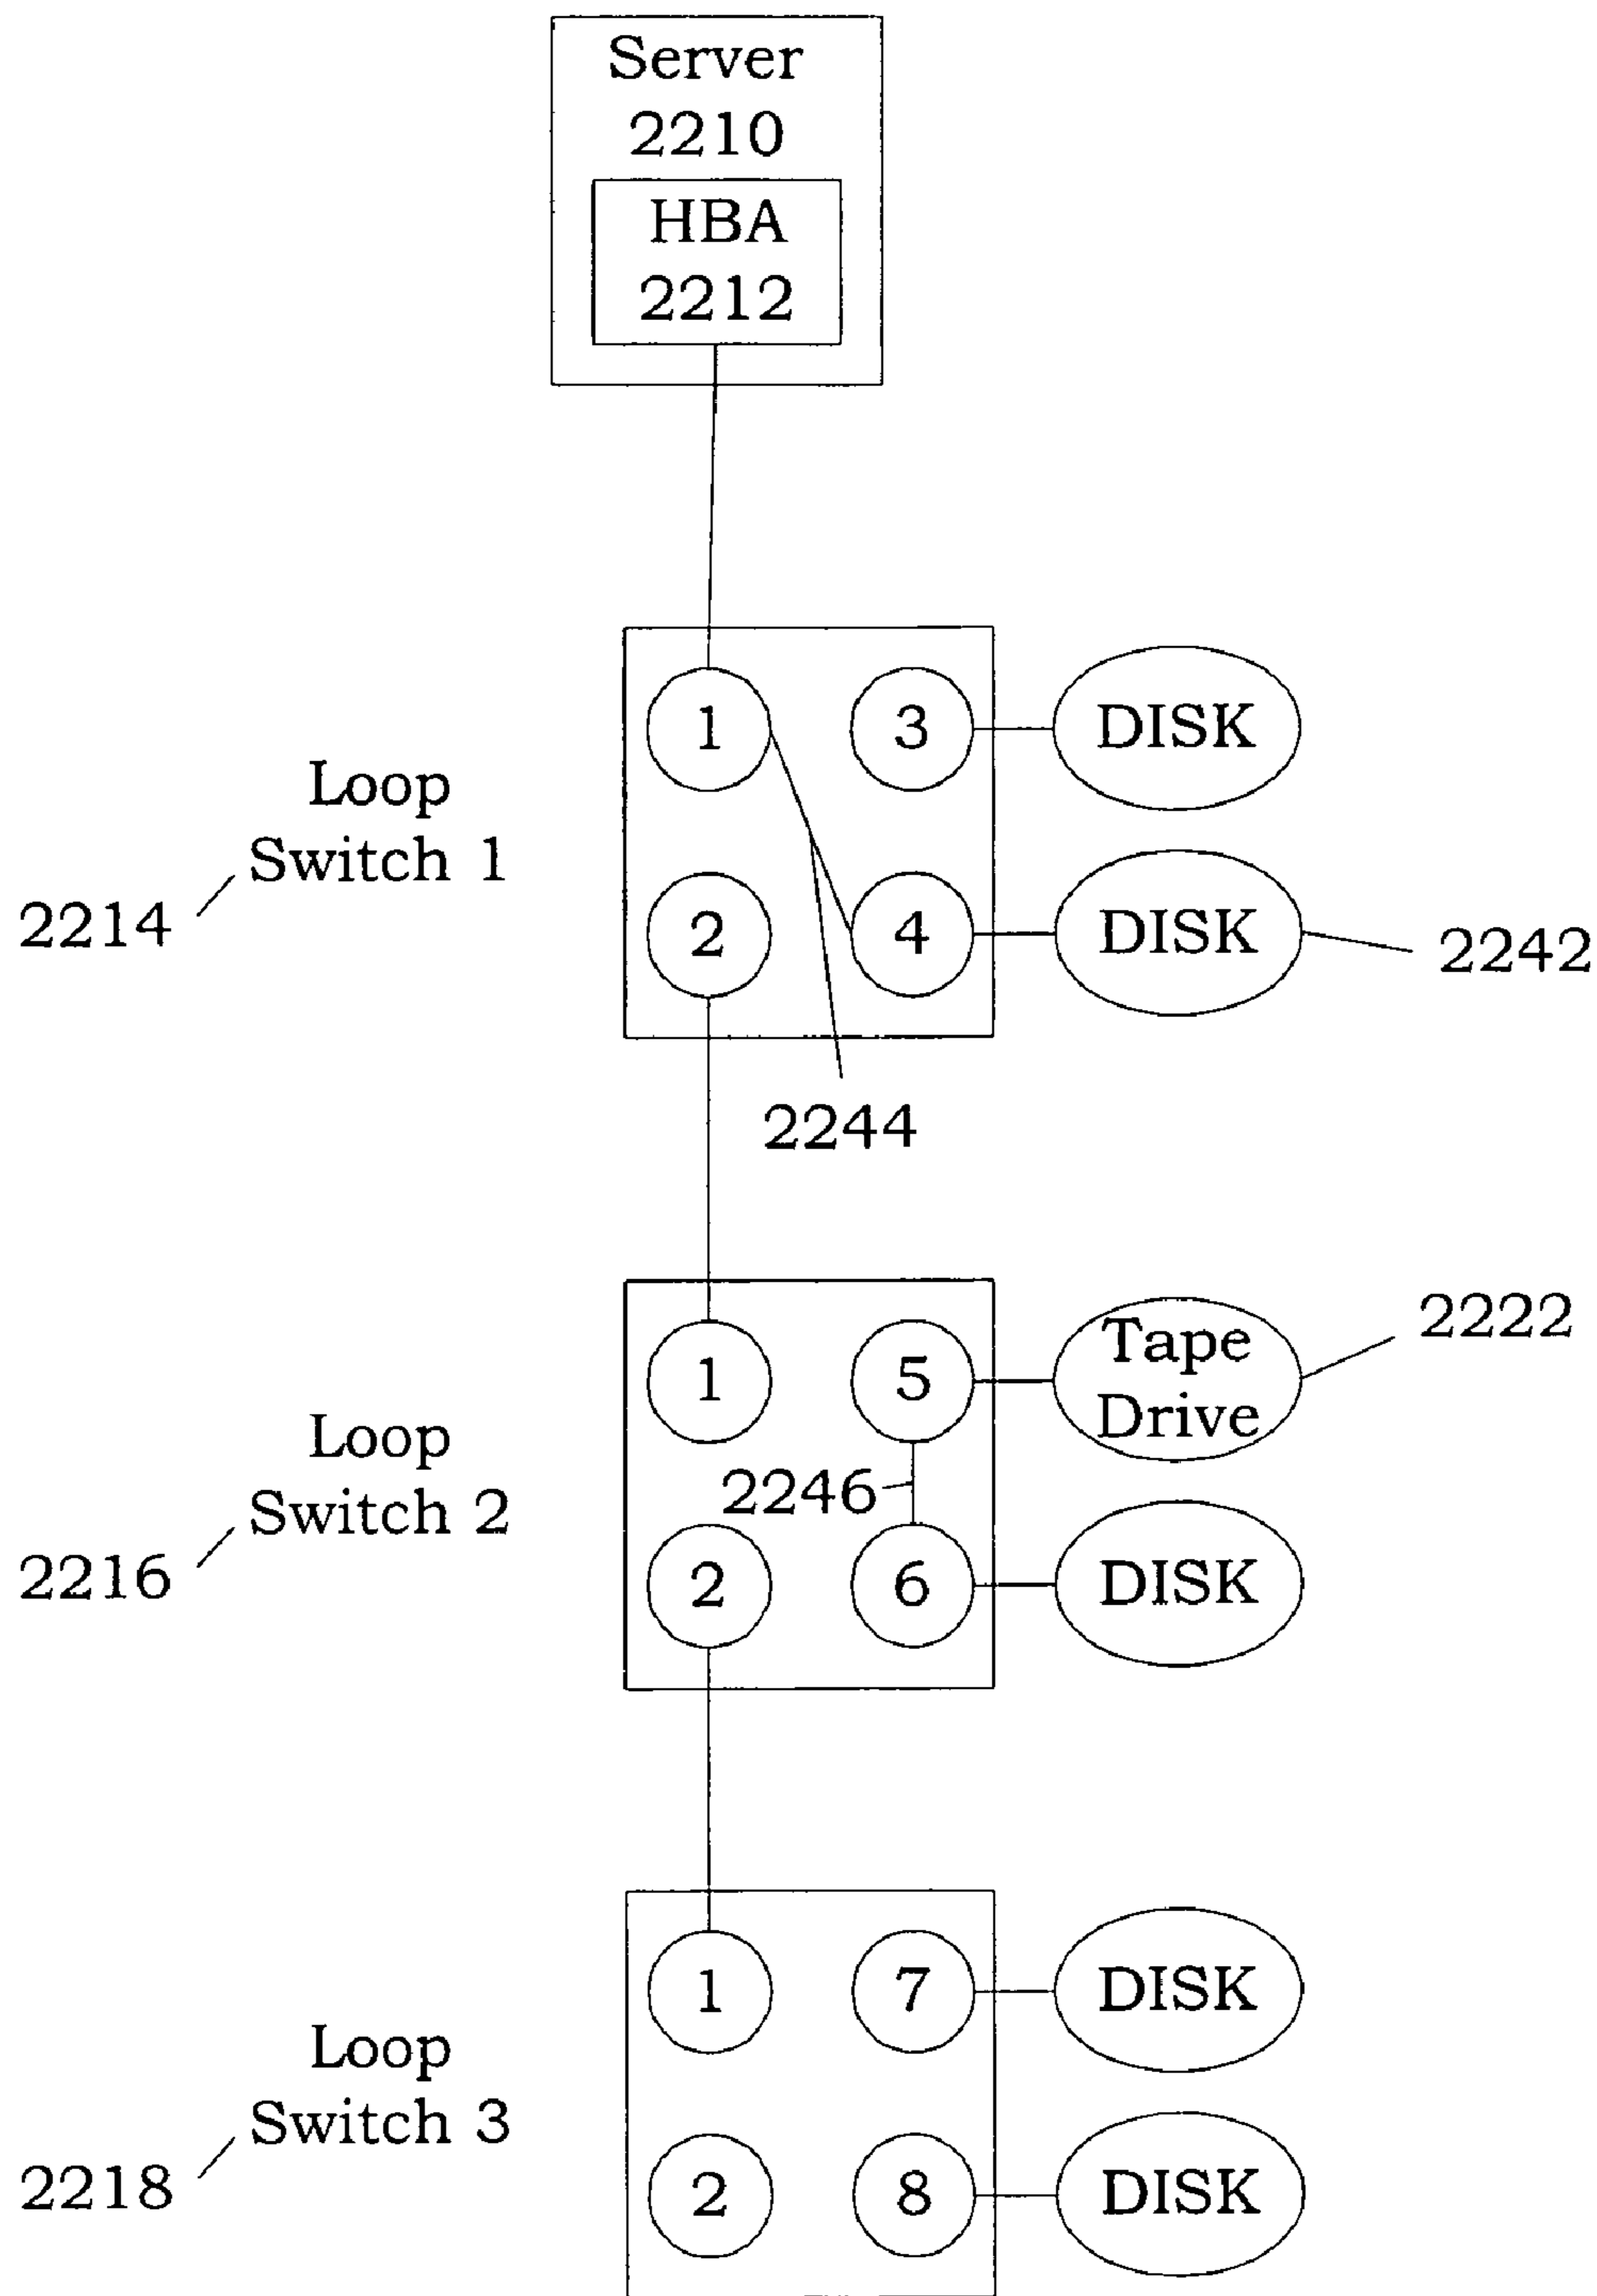 Server
2210
HBA
2212
1
3
DISK
Loop
Switch 1
2214
2
4
DISK
2242
2244
1
5
Tape
Drive
2222
Loop
Switch 2
2216
2246
2
6
DISK
1
7
DISK
Loop
Switch 3
2218
2
8
DISK